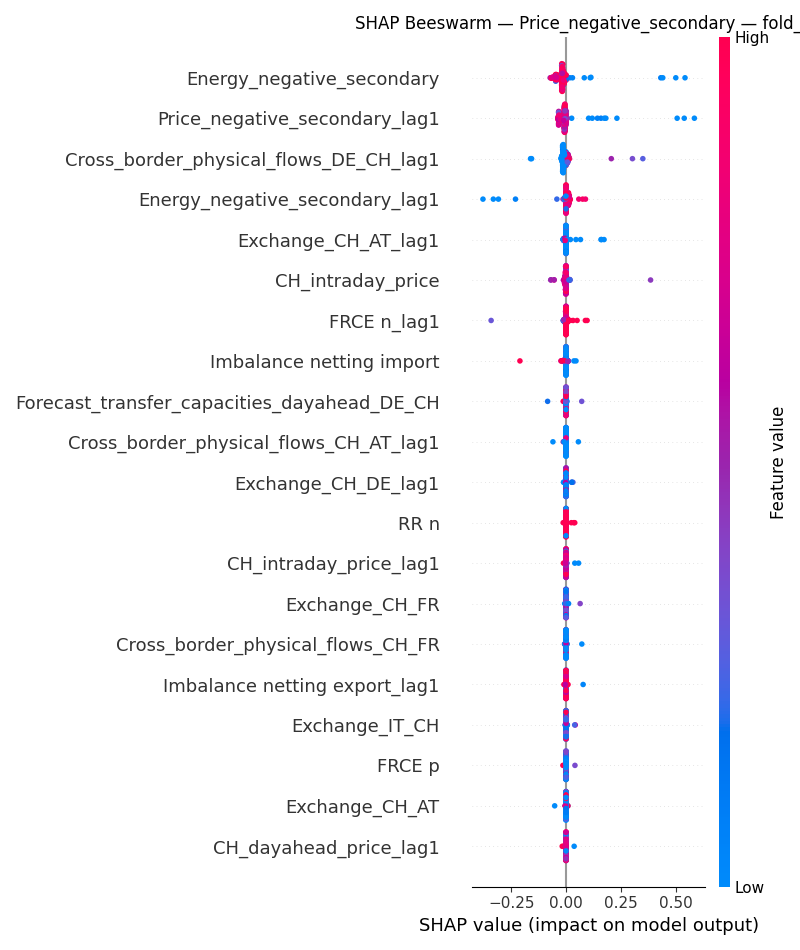 SHAP Beeswarm — Price_negative_secondary — fold_
High
Energy_negative_secondary
Price_negative_secondary_lag1
Cross_border_physical_flows_DE_CH_lag1
Energy_negative_secondary_lag1
Exchange_CH_AT_lag1
CH_intraday_price
FRCE n_lag1
Imbalance netting import
Forecast_transfer_capacities_dayahead_DE_CH
Cross_border_physical_flows_CH_AT_lag1
Exchange_CH_DE_lag1
RR n
CH_intraday_price_lag1
Exchange_CH_FR
Cross_border_physical_flows_CH_FR
Imbalance netting export_lag1
Exchange_IT_CH
FRCE p
Exchange_CH_AT
CH_dayahead_price_lag1
Feature value
Low
−0.25 0.00 0.25 0.50
SHAP value (impact on model output)